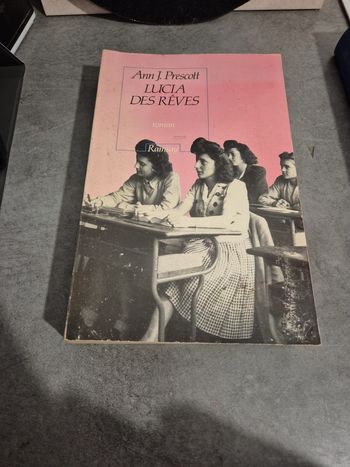 Ann J. Prescott
LUCIA
DES RÊVES
roman
Ramsay